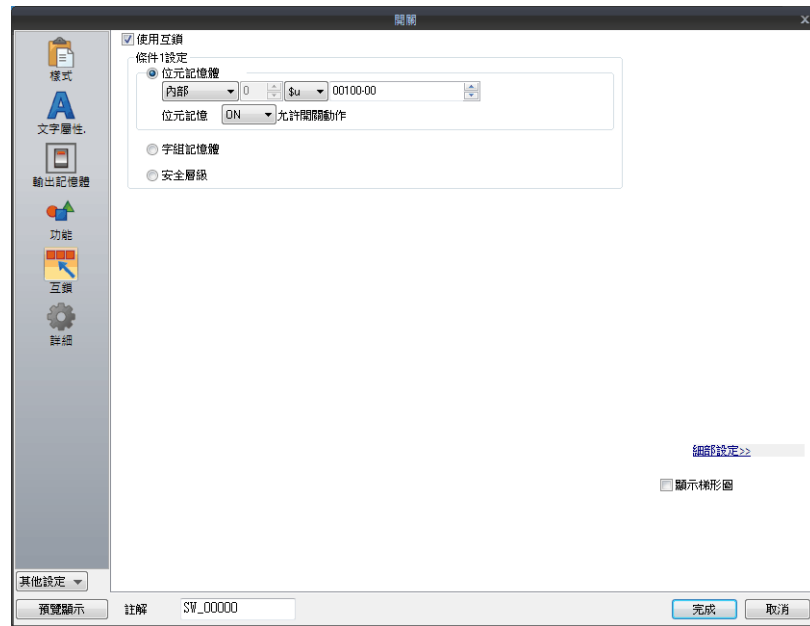 開關
樣式
文字屬性.
輸出記憶體
功能
互鎖
詳細
使用互鎖
條件1設定
位元記憶體
內部 0 $u 00100-00
位元記憶 ON 允許開關動作
字組記憶體
安全層級
細部設定>>
顯示梯形圖
其他設定
預覽顯示 註解 SW_00000 完成 取消